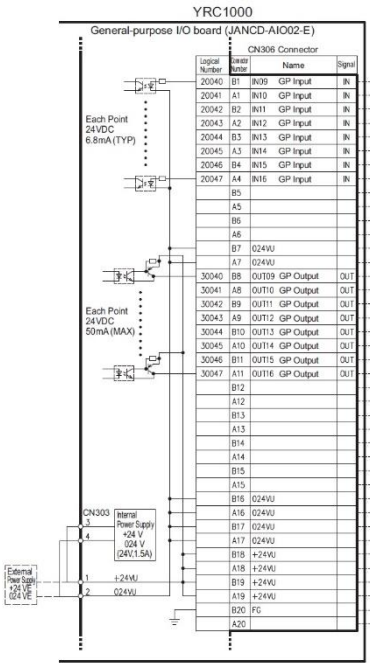 YRC1000
General-purpose I/O board (JANCD-AIO02-E)
CN306 Connector
Logical Number Connector Number Name Signal
20040 B1 IN09 GP Input IN
20041 A1 IN10 GP Input IN
20042 B2 IN11 GP Input IN
20043 A2 IN12 GP Input IN
20044 B3 IN13 GP Input IN
20045 A3 IN14 GP Input IN
20046 B4 IN15 GP Input IN
20047 A4 IN16 GP Input IN
B5
A5
B6
A6
B7 024VU
A7 024VU
30040 B8 OUT09 GP Output OUT
30041 A8 OUT10 GP Output OUT
30042 B9 OUT11 GP Output OUT
30043 A9 OUT12 GP Output OUT
30044 B10 OUT13 GP Output OUT
30045 A10 OUT14 GP Output OUT
30046 B11 OUT15 GP Output OUT
30047 A11 OUT16 GP Output OUT
B12
A12
B13
A13
B14
A14
B15
A15
B16 024VU
A16 024VU
B17 024VU
A17 024VU
B18 +24VU
A18 +24VU
B19 +24VU
A19 +24VU
B20 FG
A20
Each Point
24VDC
6.8mA (TYP)
Each Point
24VDC
50mA (MAX)
CN303
3
4
Internal
Power Supply
+24 V
024 V
(24V,1.5A)
1 +24VU
2 024VU
External
Power Supply
+24 VE
024 VE